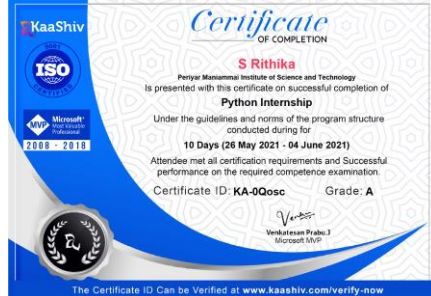 KaaShiv
Certificate
OF COMPLETION
2001
ISO
CERTIFIED
MVP
Microsoft®
Most Valuable
Professional
2008 - 2018
S Rithika
Periyar Maniammai Institute of Science and Technology
Is presented with this certificate on successful completion of
Python Internship
Under the guidelines and norms of the program structure
conducted during for
10 Days (26 May 2021 - 04 June 2021)
Attendee met all certification requirements and Successful
performance on the required competence examination.
Certificate ID: KA-0Qosc Grade: A
Venkatesan Prabu.J
Microsoft MVP
The Certificate ID Can be Verified at www.kaashiv.com/verify-now